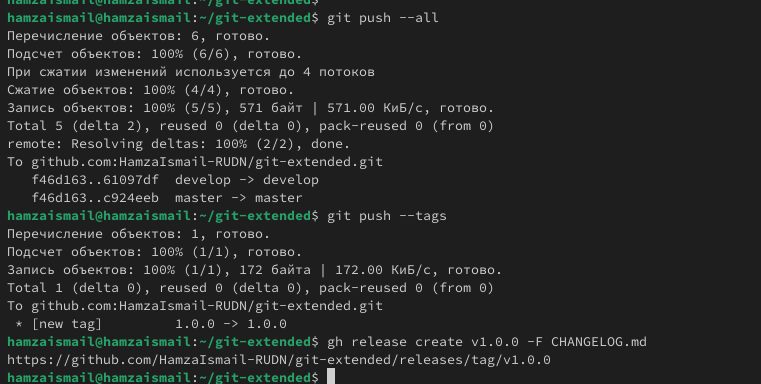 hamzaismail@hamzaismail:~/git-extended$
hamzaismail@hamzaismail:~/git-extended$ git push --all
Перечисление объектов: 6, готово.
Подсчет объектов: 100% (6/6), готово.
При сжатии изменений используется до 4 потоков
Сжатие объектов: 100% (4/4), готово.
Запись объектов: 100% (5/5), 571 байт | 571.00 КиБ/с, готово.
Total 5 (delta 2), reused 0 (delta 0), pack-reused 0 (from 0)
remote: Resolving deltas: 100% (2/2), done.
To github.com:HamzaIsmail-RUDN/git-extended.git
   f46d163..61097df  develop -> develop
   f46d163..c924eeb  master -> master
hamzaismail@hamzaismail:~/git-extended$ git push --tags
Перечисление объектов: 1, готово.
Подсчет объектов: 100% (1/1), готово.
Запись объектов: 100% (1/1), 172 байта | 172.00 КиБ/с, готово.
Total 1 (delta 0), reused 0 (delta 0), pack-reused 0 (from 0)
To github.com:HamzaIsmail-RUDN/git-extended.git
 * [new tag]         1.0.0 -> 1.0.0
hamzaismail@hamzaismail:~/git-extended$ gh release create v1.0.0 -F CHANGELOG.md
https://github.com/HamzaIsmail-RUDN/git-extended/releases/tag/v1.0.0
hamzaismail@hamzaismail:~/git-extended$